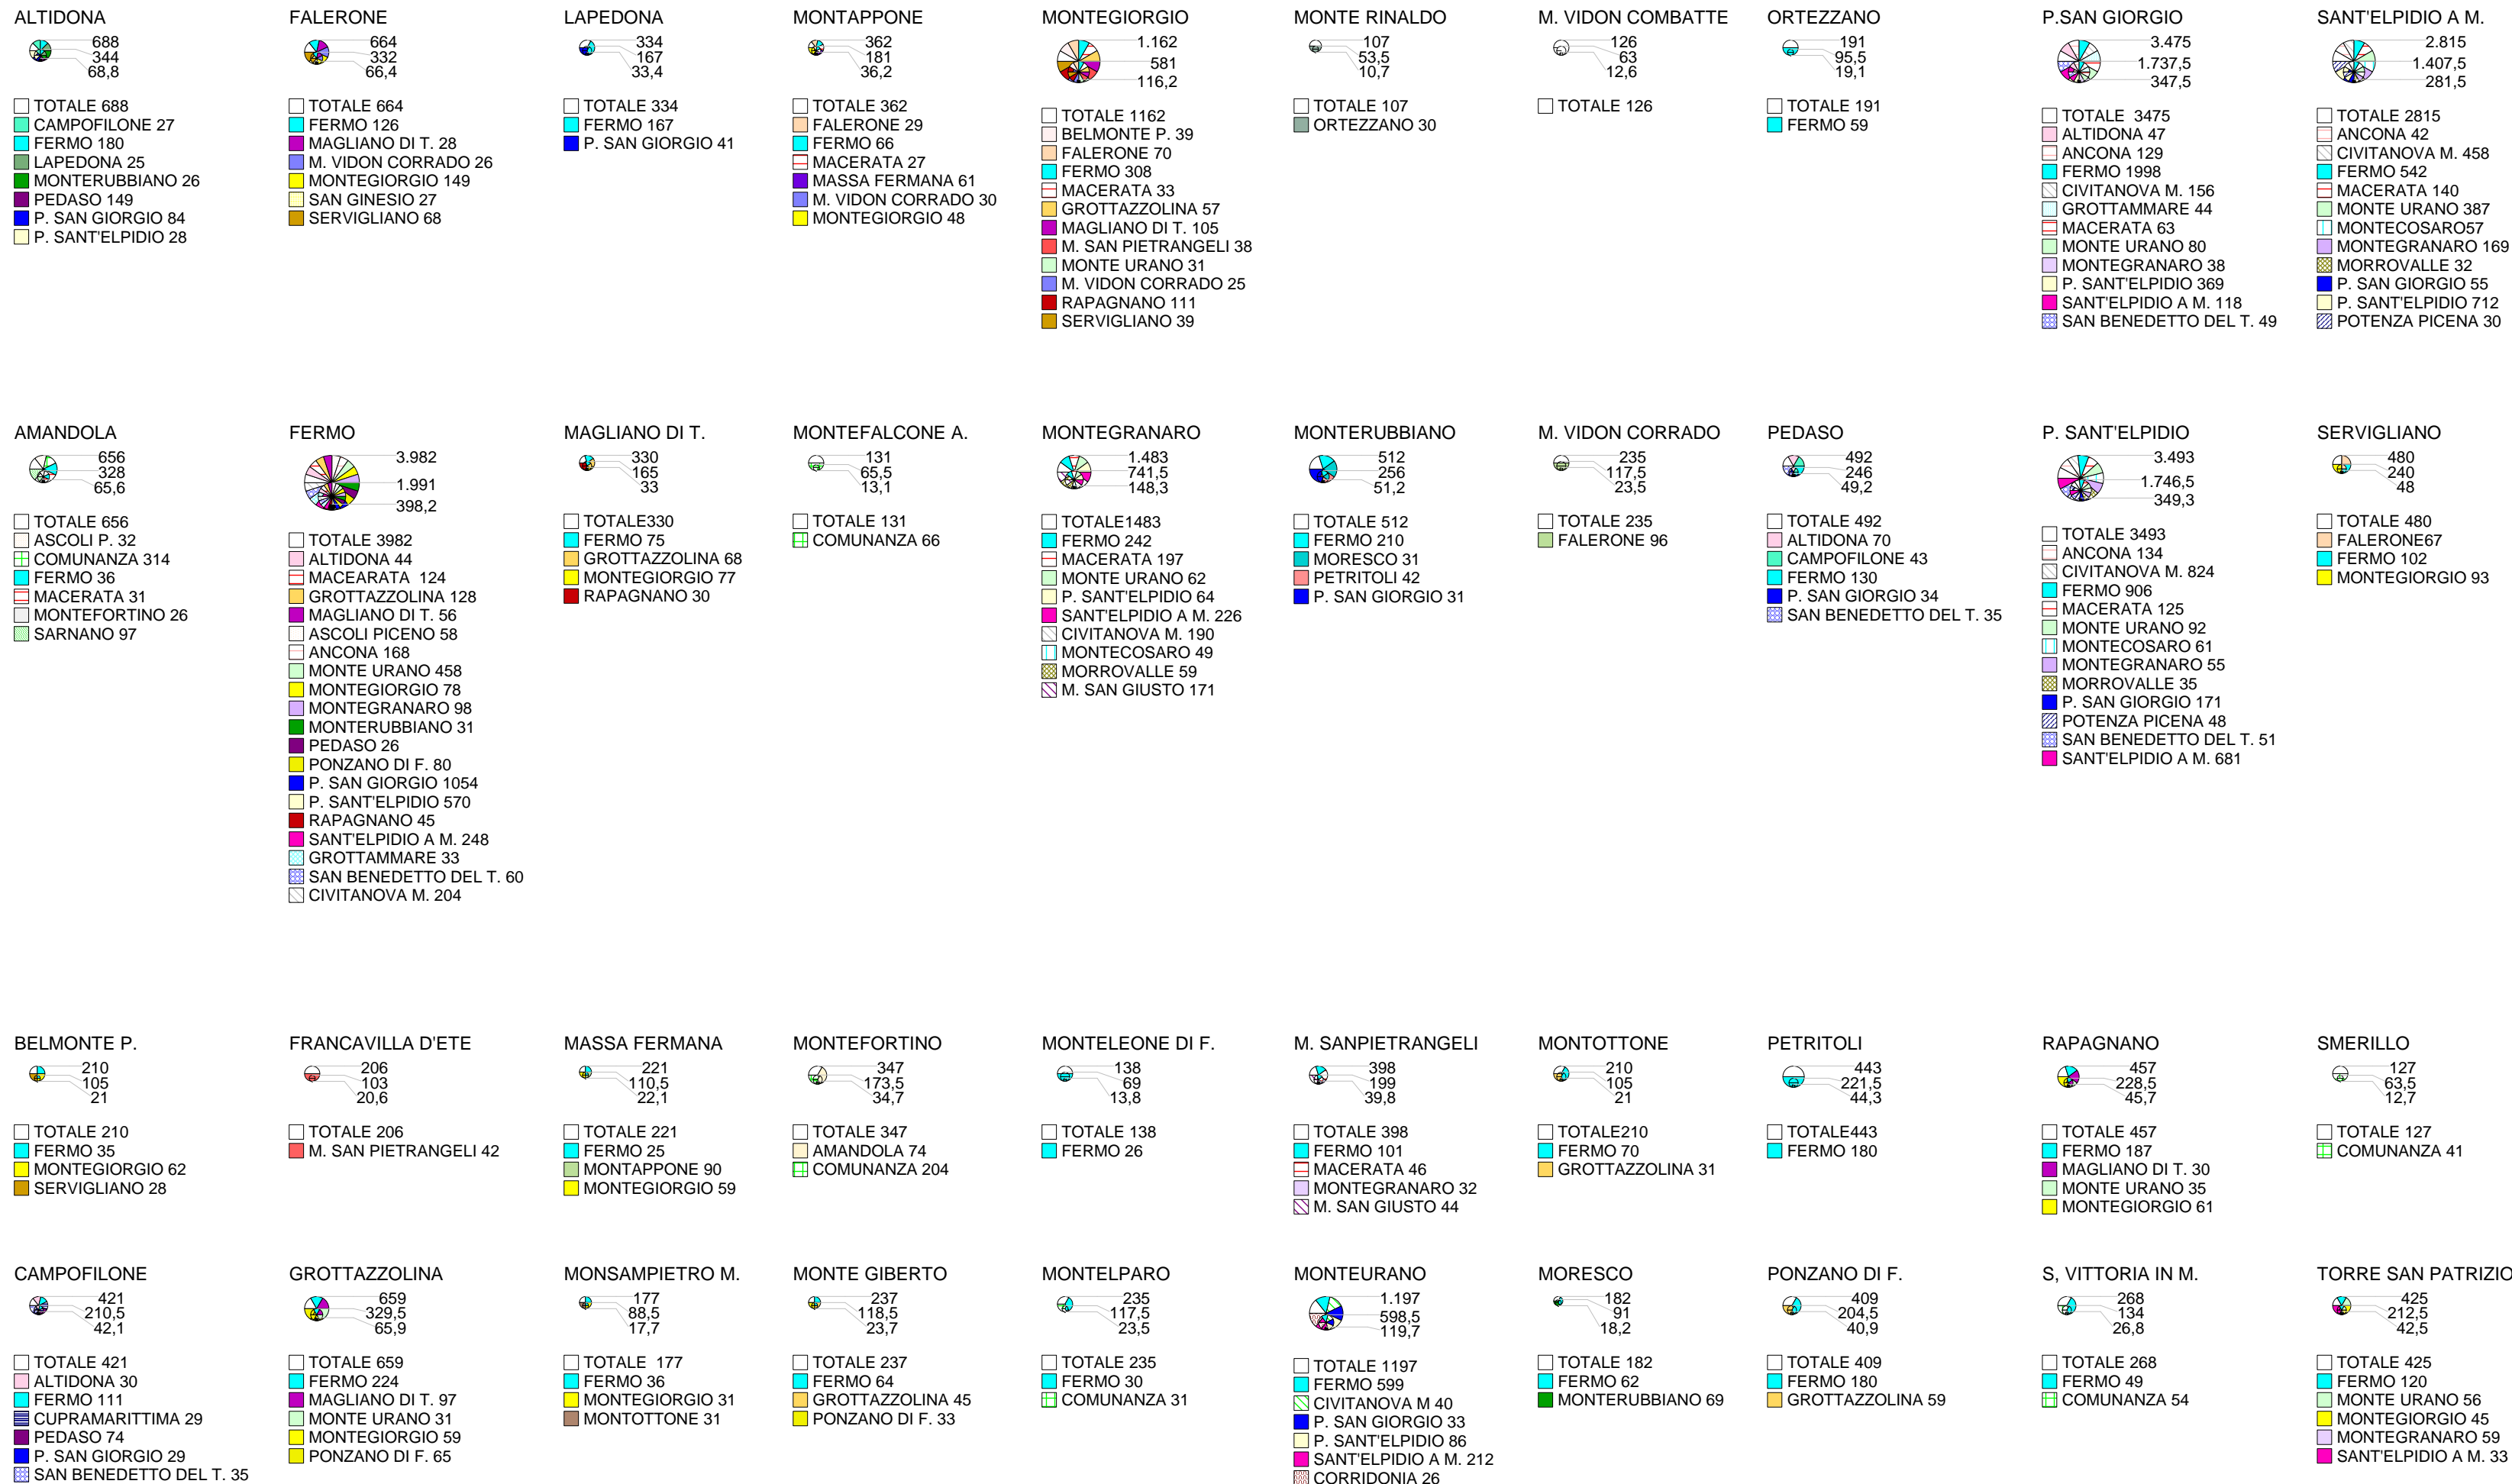 ALTIDONA
688
344
68,8
TOTALE 688
CAMPOFILONE 27
FERMO 180
LAPEDONA 25
MONTERUBBIANO 26
PEDASO 149
P. SAN GIORGIO 84
P. SANT'ELPIDIO 28
FALERONE
664
332
66,4
TOTALE 664
FERMO 126
MAGLIANO DI T. 28
M. VIDON CORRADO 26
MONTEGIORGIO 149
SAN GINESIO 27
SERVIGLIANO 68
LAPEDONA
334
167
33,4
TOTALE 334
FERMO 167
P. SAN GIORGIO 41
MONTAPPONE
362
181
36,2
TOTALE 362
FALERONE 29
FERMO 66
MACERATA 27
MASSA FERMANA 61
M. VIDON CORRADO 30
MONTEGIORGIO 48
MONTEGIORGIO
1.162
581
116,2
TOTALE 1162
BELMONTE P. 39
FALERONE 70
FERMO 308
MACERATA 33
GROTTAZZOLINA 57
MAGLIANO DI T. 105
M. SAN PIETRANGELI 38
MONTE URANO 31
M. VIDON CORRADO 25
RAPAGNANO 111
SERVIGLIANO 39
MONTE RINALDO
107
53,5
10,7
TOTALE 107
ORTEZZANO 30
M. VIDON COMBATTE
126
63
12,6
TOTALE 126
ORTEZZANO
191
95,5
19,1
TOTALE 191
FERMO 59
P.SAN GIORGIO
3.475
1.737,5
347,5
TOTALE 3475
ALTIDONA 47
ANCONA 129
FERMO 1998
CIVITANOVA M. 156
GROTTAMMARE 44
MACERATA 63
MONTE URANO 80
MONTEGRANARO 38
P. SANT'ELPIDIO 369
SANT'ELPIDIO A M. 118
SAN BENEDETTO DEL T. 49
SANT'ELPIDIO A M.
2.815
1.407,5
281,5
TOTALE 2815
ANCONA 42
CIVITANOVA M. 458
FERMO 542
MACERATA 140
MONTE URANO 387
MONTECOSARO57
MONTEGRANARO 169
MORROVALLE 32
P. SAN GIORGIO 55
P. SANT'ELPIDIO 712
POTENZA PICENA 30
AMANDOLA
656
328
65,6
TOTALE 656
ASCOLI P. 32
COMUNANZA 314
FERMO 36
MACERATA 31
MONTEFORTINO 26
SARNANO 97
FERMO
3.982
1.991
398,2
TOTALE 3982
ALTIDONA 44
MACEARATA 124
GROTTAZZOLINA 128
MAGLIANO DI T. 56
ASCOLI PICENO 58
ANCONA 168
MONTE URANO 458
MONTEGIORGIO 78
MONTEGRANARO 98
MONTERUBBIANO 31
PEDASO 26
PONZANO DI F. 80
P. SAN GIORGIO 1054
P. SANT'ELPIDIO 570
RAPAGNANO 45
SANT'ELPIDIO A M. 248
GROTTAMMARE 33
SAN BENEDETTO DEL T. 60
CIVITANOVA M. 204
MAGLIANO DI T.
330
165
33
TOTALE330
FERMO 75
GROTTAZZOLINA 68
MONTEGIORGIO 77
RAPAGNANO 30
MONTEFALCONE A.
131
65,5
13,1
TOTALE 131
COMUNANZA 66
MONTEGRANARO
1.483
741,5
148,3
TOTALE1483
FERMO 242
MACERATA 197
MONTE URANO 62
P. SANT'ELPIDIO 64
SANT'ELPIDIO A M. 226
CIVITANOVA M. 190
MONTECOSARO 49
MORROVALLE 59
M. SAN GIUSTO 171
MONTERUBBIANO
512
256
51,2
TOTALE 512
FERMO 210
MORESCO 31
PETRITOLI 42
P. SAN GIORGIO 31
M. VIDON CORRADO
235
117,5
23,5
TOTALE 235
FALERONE 96
PEDASO
492
246
49,2
TOTALE 492
ALTIDONA 70
CAMPOFILONE 43
FERMO 130
P. SAN GIORGIO 34
SAN BENEDETTO DEL T. 35
P. SANT'ELPIDIO
3.493
1.746,5
349,3
TOTALE 3493
ANCONA 134
CIVITANOVA M. 824
FERMO 906
MACERATA 125
MONTE URANO 92
MONTECOSARO 61
MONTEGRANARO 55
MORROVALLE 35
P. SAN GIORGIO 171
POTENZA PICENA 48
SAN BENEDETTO DEL T. 51
SANT'ELPIDIO A M. 681
SERVIGLIANO
480
240
48
TOTALE 480
FALERONE67
FERMO 102
MONTEGIORGIO 93
BELMONTE P.
210
105
21
TOTALE 210
FERMO 35
MONTEGIORGIO 62
SERVIGLIANO 28
FRANCAVILLA D'ETE
206
103
20,6
TOTALE 206
M. SAN PIETRANGELI 42
MASSA FERMANA
221
110,5
22,1
TOTALE 221
FERMO 25
MONTAPPONE 90
MONTEGIORGIO 59
MONTEFORTINO
347
173,5
34,7
TOTALE 347
AMANDOLA 74
COMUNANZA 204
MONTELEONE DI F.
138
69
13,8
TOTALE 138
FERMO 26
M. SANPIETRANGELI
398
199
39,8
TOTALE 398
FERMO 101
MACERATA 46
MONTEGRANARO 32
M. SAN GIUSTO 44
MONTOTTONE
210
105
21
TOTALE210
FERMO 70
GROTTAZZOLINA 31
PETRITOLI
443
221,5
44,3
TOTALE443
FERMO 180
RAPAGNANO
457
228,5
45,7
TOTALE 457
FERMO 187
MAGLIANO DI T. 30
MONTE URANO 35
MONTEGIORGIO 61
SMERILLO
127
63,5
12,7
TOTALE 127
COMUNANZA 41
CAMPOFILONE
421
210,5
42,1
TOTALE 421
ALTIDONA 30
FERMO 111
CUPRAMARITTIMA 29
PEDASO 74
P. SAN GIORGIO 29
SAN BENEDETTO DEL T. 35
GROTTAZZOLINA
659
329,5
65,9
TOTALE 659
FERMO 224
MAGLIANO DI T. 97
MONTE URANO 31
MONTEGIORGIO 59
PONZANO DI F. 65
MONSAMPIETRO M.
177
88,5
17,7
TOTALE 177
FERMO 36
MONTEGIORGIO 31
MONTOTTONE 31
MONTE GIBERTO
237
118,5
23,7
TOTALE 237
FERMO 64
GROTTAZZOLINA 45
PONZANO DI F. 33
MONTELPARO
235
117,5
23,5
TOTALE 235
FERMO 30
COMUNANZA 31
MONTEURANO
1.197
598,5
119,7
TOTALE 1197
FERMO 599
CIVITANOVA M 40
P. SAN GIORGIO 33
P. SANT'ELPIDIO 86
SANT'ELPIDIO A M. 212
CORRIDONIA 26
MORESCO
182
91
18,2
TOTALE 182
FERMO 62
MONTERUBBIANO 69
PONZANO DI F.
409
204,5
40,9
TOTALE 409
FERMO 180
GROTTAZZOLINA 59
S, VITTORIA IN M.
268
134
26,8
TOTALE 268
FERMO 49
COMUNANZA 54
TORRE SAN PATRIZIO
425
212,5
42,5
TOTALE 425
FERMO 120
MONTE URANO 56
MONTEGIORGIO 45
MONTEGRANARO 59
SANT'ELPIDIO A M. 33